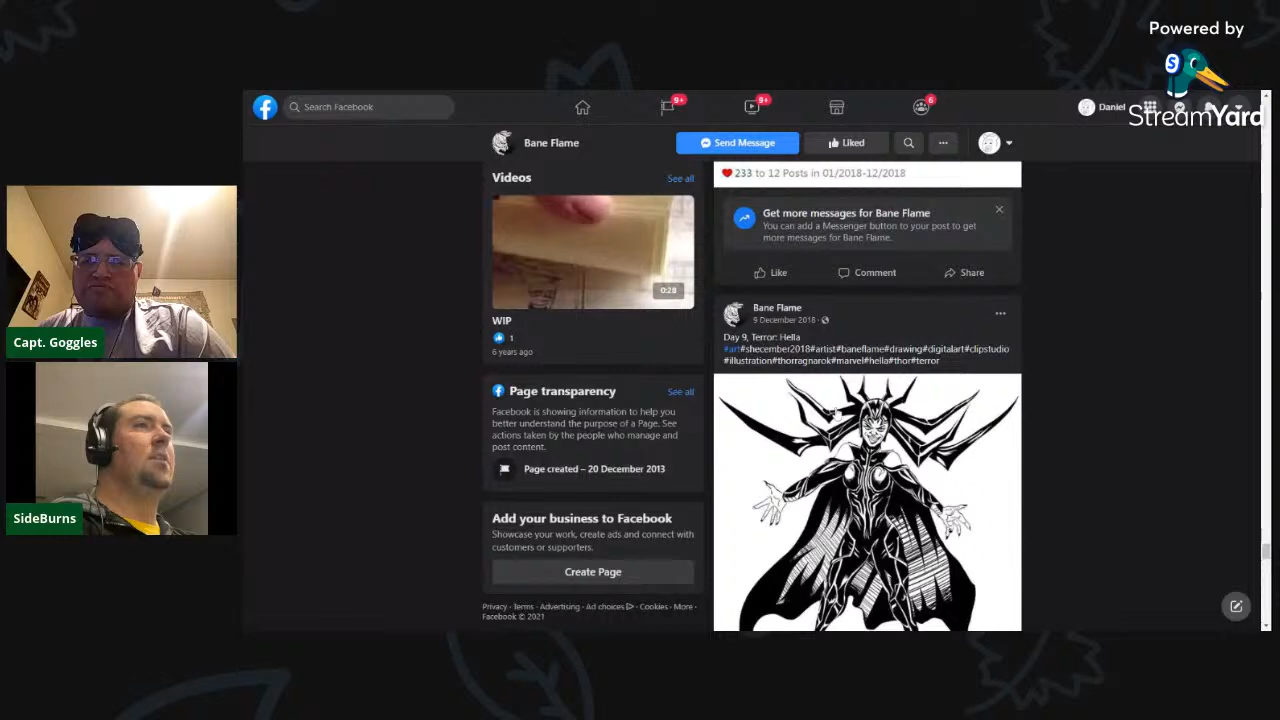 Powered by
S
StreamYard
Search Facebook
9+
9+
6
Daniel
Bane Flame
Send Message
Liked
Videos
See all
0:28
WIP
1
6 years ago
Page transparency
See all
Facebook is showing information to help you
better understand the purpose of a Page. See
actions taken by the people who manage and
post content.
Page created – 20 December 2013
Add your business to Facebook
Showcase your work, create ads and connect with
customers or supporters.
Create Page
Privacy · Terms · Advertising · Ad choices · Cookies · More ·
Facebook © 2021
233 to 12 Posts in 01/2018-12/2018
Get more messages for Bane Flame
You can add a Messenger button to your post to get
more messages for Bane Flame.
Like
Comment
Share
Bane Flame
9 December 2018 ·
Day 9, Terror: Hella
#art#shecember2018#artist#baneflame#drawing#digitalart#clipstudio
#illustration#thorragnarok#marvel#hella#thor#terror
Capt. Goggles
SideBurns